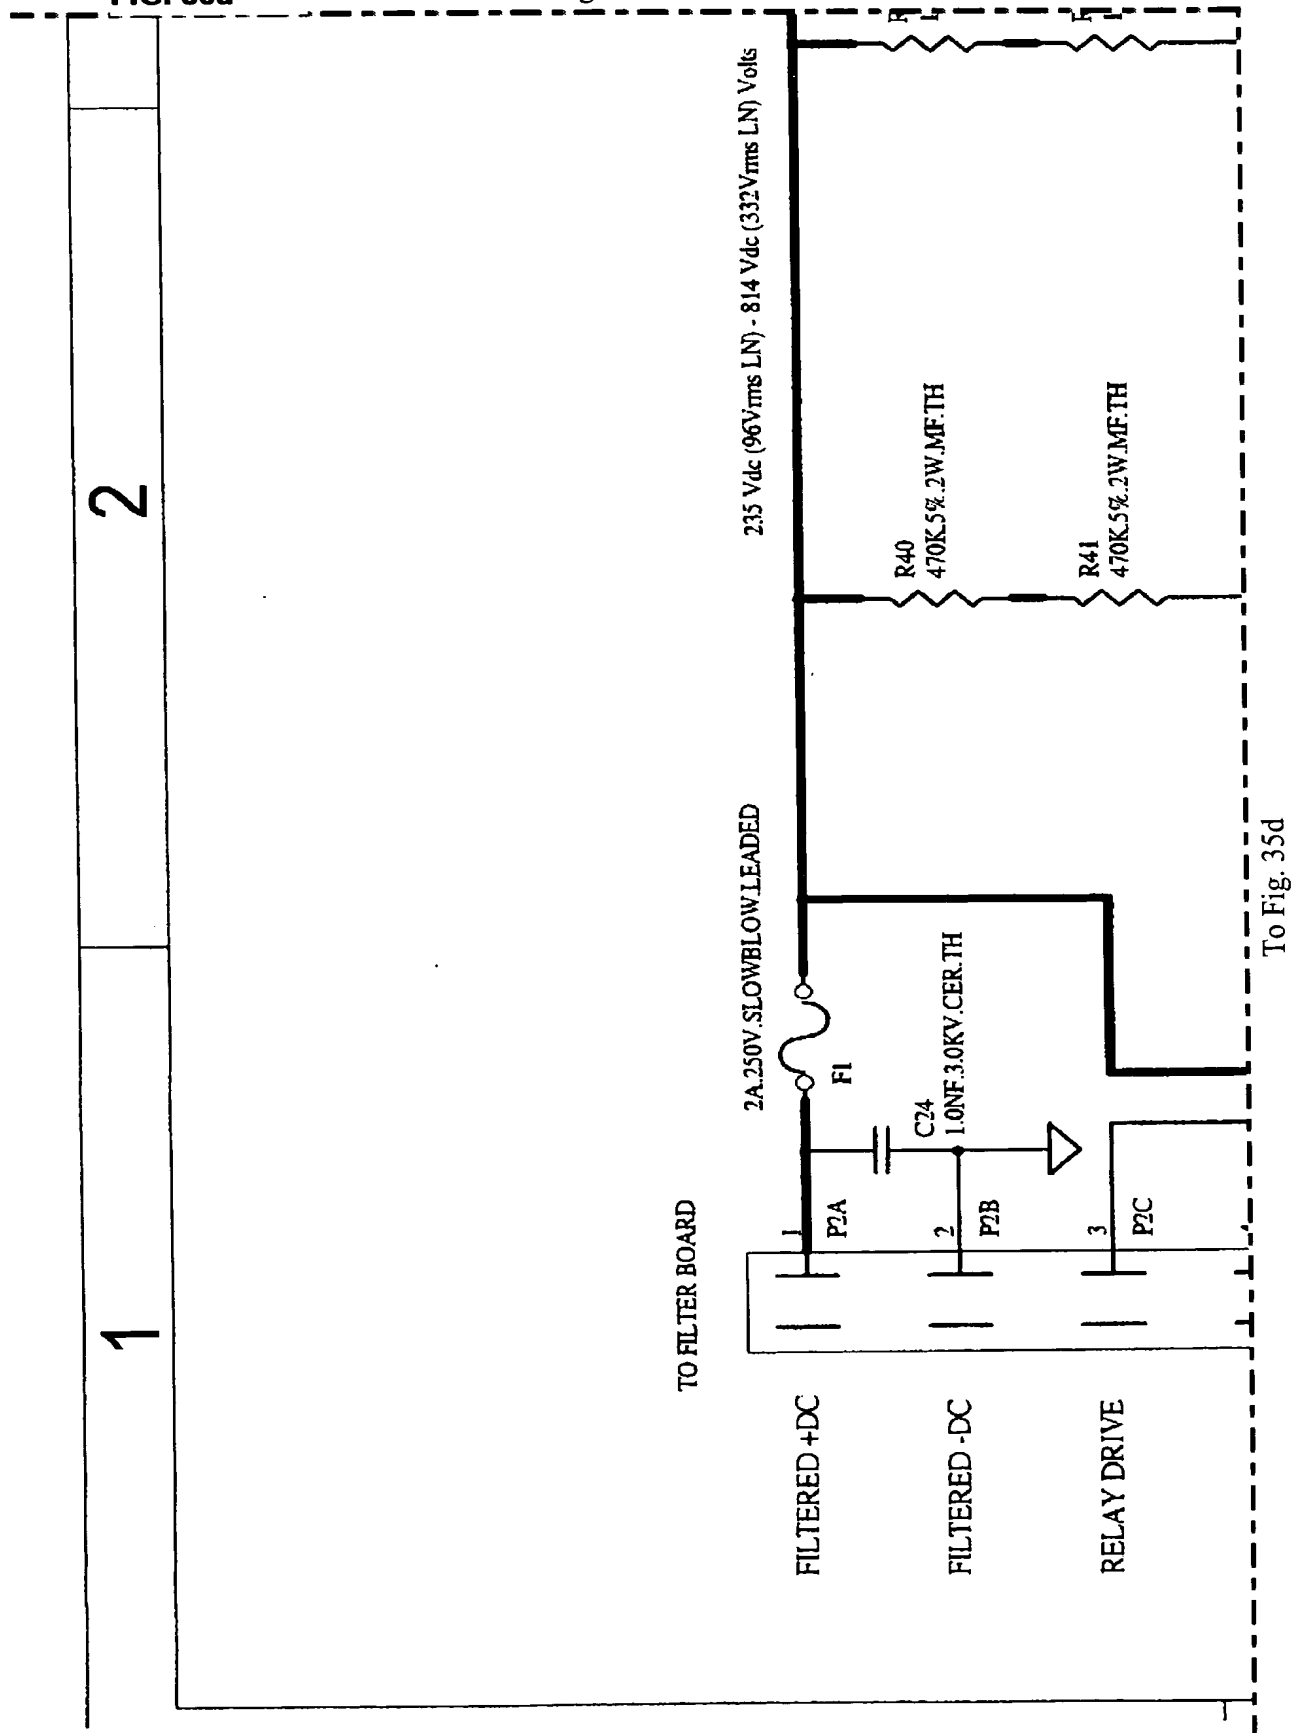 1
2
TO FILTER BOARD
2A.250V.SLOWBLOW.LEADED
235 Vdc (96Vrms LN) - 814 Vdc (332Vrms LN) Volts
FILTERED +DC
1
P2A
F1
C24
1.0NF.3.0KV.CER.TH
R40
470K.5%.2W.MF.TH
FILTERED -DC
2
P2B
R41
470K.5%.2W.MF.TH
RELAY DRIVE
3
P2C
To Fig. 35d